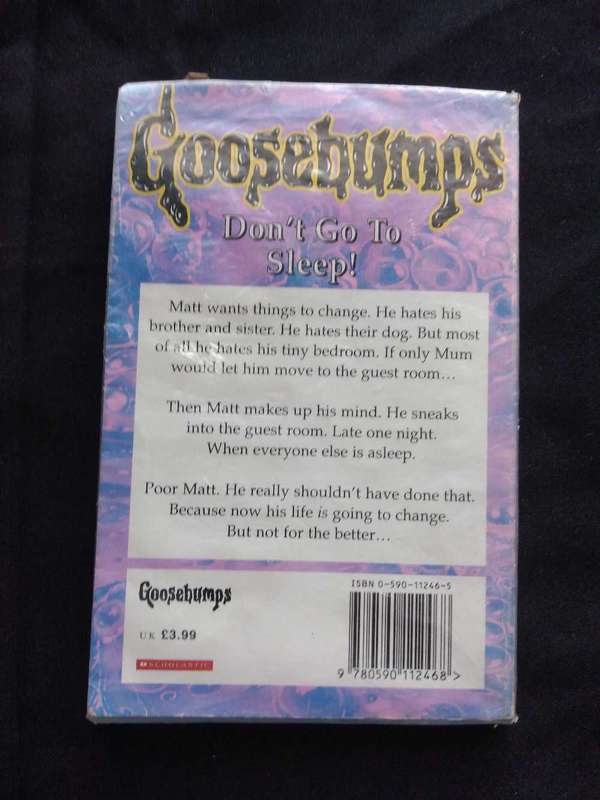 Goosebumps
Don't Go To
Sleep!
Matt wants things to change. He hates his
brother and sister. He hates their dog. But most
of all he hates his tiny bedroom. If only Mum
would let him move to the guest room...
Then Matt makes up his mind. He sneaks
into the guest room. Late one night.
When everyone else is asleep.
Poor Matt. He really shouldn't have done that.
Because now his life is going to change.
But not for the better...
Goosebumps
UK £3.99
SCHOLASTIC
ISBN 0-590-11246-5
9 780590 112468 >